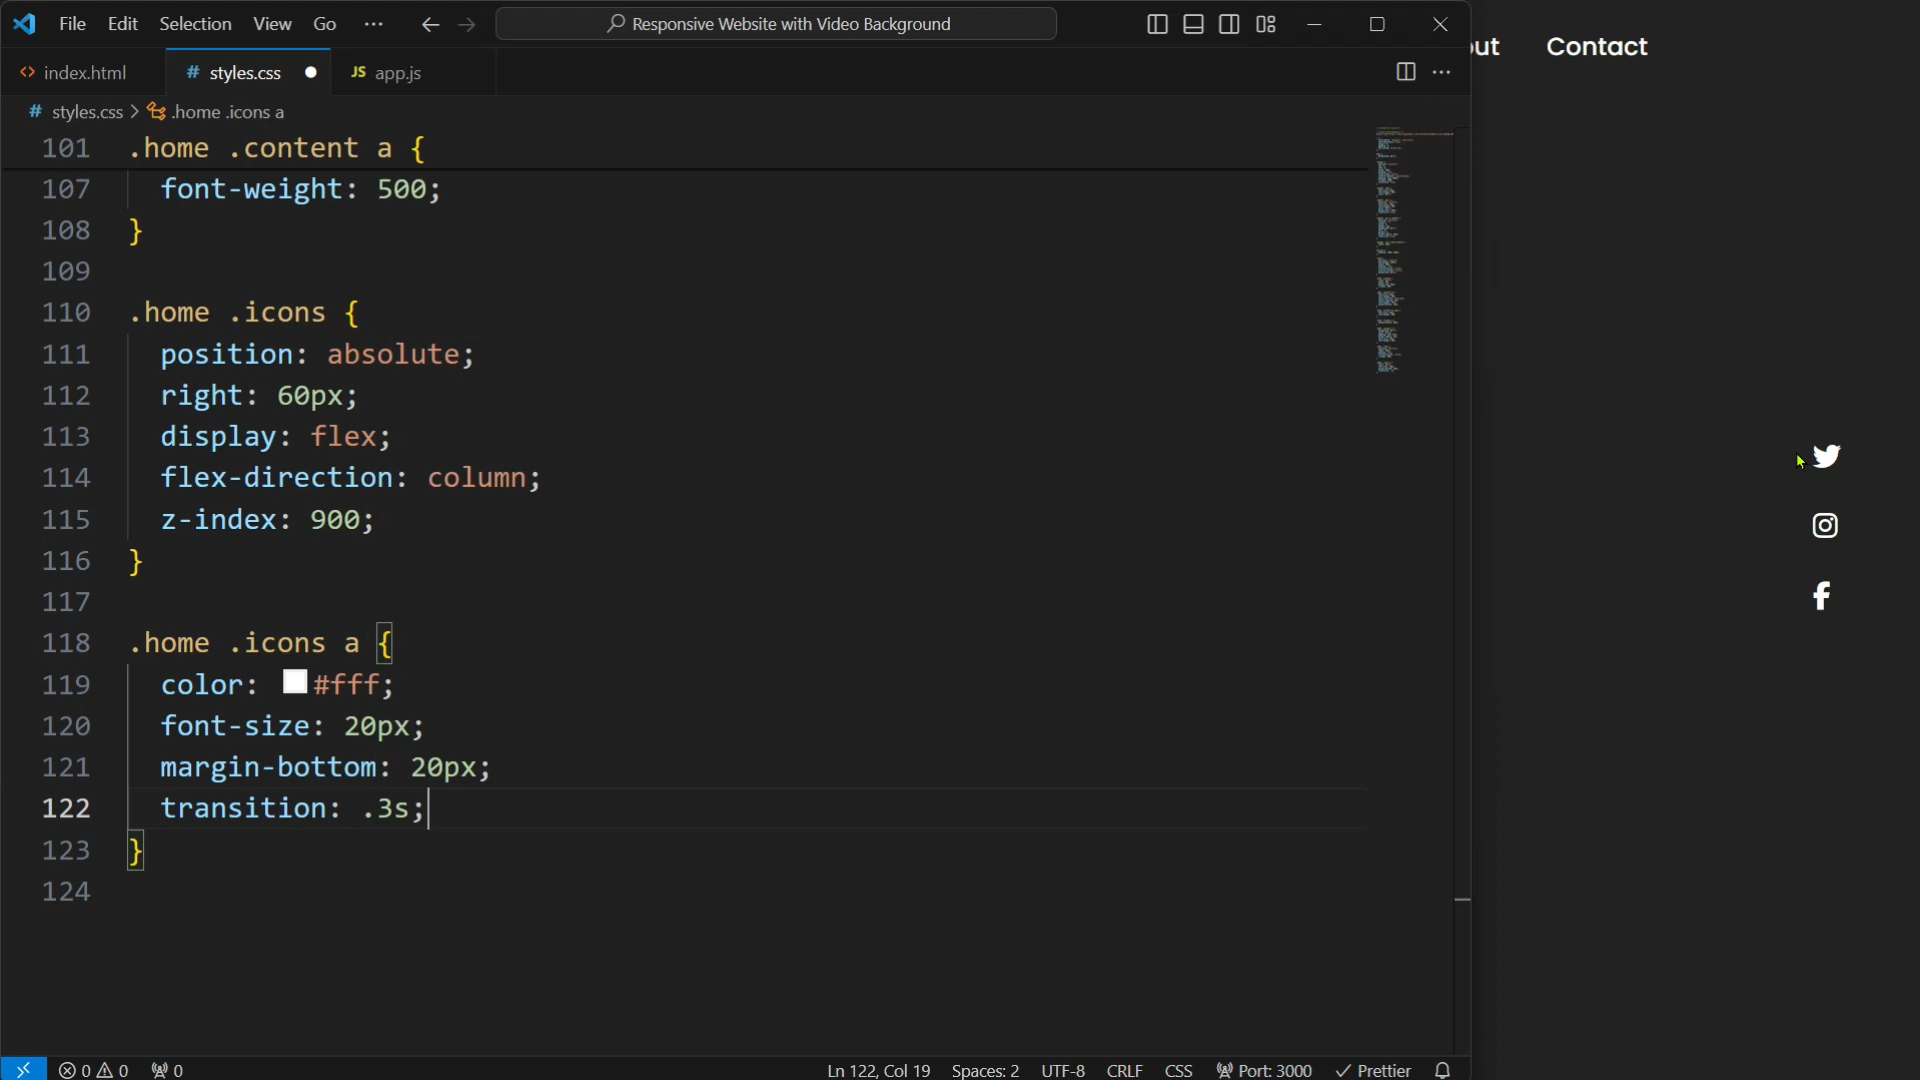 File Edit Selection View Go ··· Responsive Website with Video Background
out Contact
index.html # styles.css JS app.js
# styles.css > .home .icons a
101 .home .content a {
107 font-weight: 500;
108 }
109
110 .home .icons {
111 position: absolute;
112 right: 60px;
113 display: flex;
114 flex-direction: column;
115 z-index: 900;
116 }
117
118 .home .icons a {
119 color: #fff;
120 font-size: 20px;
121 margin-bottom: 20px;
122 transition: .3s;
123 }
124
0 0 0 Ln 122, Col 19 Spaces: 2 UTF-8 CRLF CSS Port: 3000 Prettier